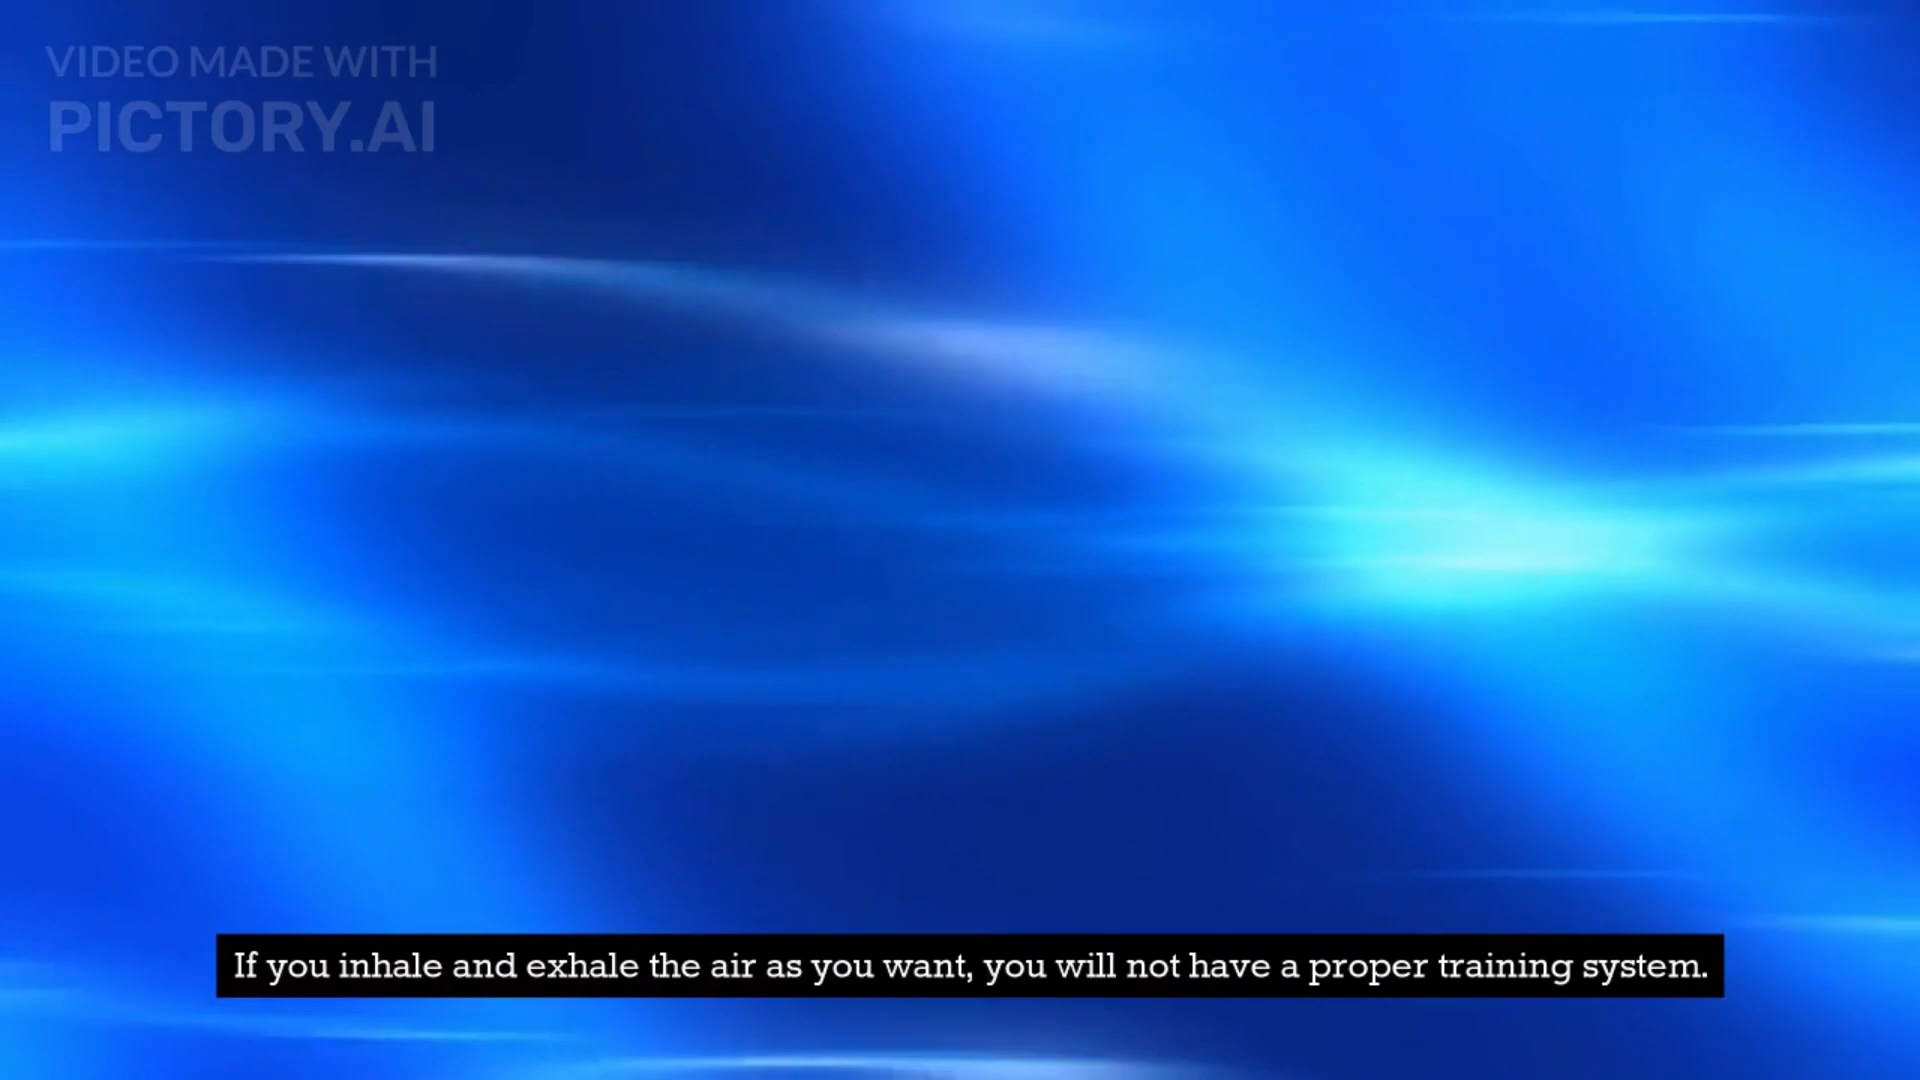 VIDEO MADE WITH
PICTORY.AI
If you inhale and exhale the air as you want, you will not have a proper training system.